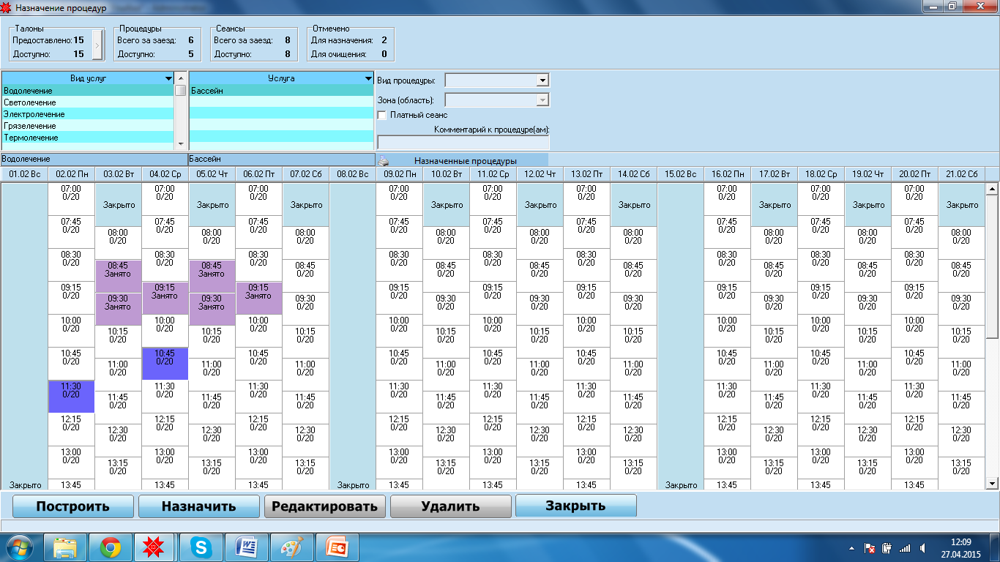 Назначение процедур
Талоны Процедуры Сеансы Отмечено
Предоставлено: 15 > Всего за заезд: 6 Всего за заезд: 8 Для назначения: 2
Доступно: 15 Доступно: 5 Доступно: 8 Для очищения: 0
Вид услуг Услуга Вид процедуры:
Водолечение Бассейн
Светолечение Зона (область):
Электролечение Платный сеанс
Грязелечение Комментарий к процедуре(ам):
Термолечение
Водолечение Бассейн Назначенные процедуры
01.02 Вс 02.02 Пн 03.02 Вт 04.02 Ср 05.02 Чт 06.02 Пт 07.02 Сб 08.02 Вс 09.02 Пн 10.02 Вт 11.02 Ср 12.02 Чт 13.02 Пт 14.02 Сб 15.02 Вс 16.02 Пн 17.02 Вт 18.02 Ср 19.02 Чт 20.02 Пт 21.02 Сб
07:00 07:00 07:00 07:00 07:00 07:00 07:00 07:00 07:00
0/20 0/20 0/20 0/20 0/20 0/20 0/20 0/20 0/20
Закрыто Закрыто Закрыто Закрыто Закрыто Закрыто Закрыто Закрыто Закрыто
07:45 07:45 07:45 07:45 07:45 07:45 07:45 07:45 07:45
0/20 0/20 0/20 0/20 0/20 0/20 0/20 0/20 0/20
08:00 08:00 08:00 08:00 08:00 08:00 08:00 08:00 08:00
0/20 0/20 0/20 0/20 0/20 0/20 0/20 0/20 0/20
08:30 08:30 08:30 08:30 08:30 08:30 08:30 08:30 08:30
0/20 0/20 0/20 0/20 0/20 0/20 0/20 0/20 0/20
08:45 08:45 08:45 08:45 08:45 08:45 08:45 08:45 08:45
Занято Занято 0/20 0/20 0/20 0/20 0/20 0/20 0/20
09:15 09:15 09:15 09:15 09:15 09:15 09:15 09:15 09:15
0/20 Занято Занято 0/20 0/20 0/20 0/20 0/20 0/20
09:30 09:30 09:30 09:30 09:30 09:30 09:30 09:30 09:30
Занято Занято 0/20 0/20 0/20 0/20 0/20 0/20 0/20
10:00 10:00 10:00 10:00 10:00 10:00 10:00 10:00 10:00
0/20 0/20 0/20 0/20 0/20 0/20 0/20 0/20 0/20
10:15 10:15 10:15 10:15 10:15 10:15 10:15 10:15 10:15
0/20 0/20 0/20 0/20 0/20 0/20 0/20 0/20 0/20
10:45 10:45 10:45 10:45 10:45 10:45 10:45 10:45 10:45
0/20 0/20 0/20 0/20 0/20 0/20 0/20 0/20 0/20
11:00 11:00 11:00 11:00 11:00 11:00 11:00 11:00 11:00
0/20 0/20 0/20 0/20 0/20 0/20 0/20 0/20 0/20
11:30 11:30 11:30 11:30 11:30 11:30 11:30 11:30 11:30
0/20 0/20 0/20 0/20 0/20 0/20 0/20 0/20 0/20
11:45 11:45 11:45 11:45 11:45 11:45 11:45 11:45 11:45
0/20 0/20 0/20 0/20 0/20 0/20 0/20 0/20 0/20
12:15 12:15 12:15 12:15 12:15 12:15 12:15 12:15 12:15
0/20 0/20 0/20 0/20 0/20 0/20 0/20 0/20 0/20
12:30 12:30 12:30 12:30 12:30 12:30 12:30 12:30 12:30
0/20 0/20 0/20 0/20 0/20 0/20 0/20 0/20 0/20
13:00 13:00 13:00 13:00 13:00 13:00 13:00 13:00 13:00
0/20 0/20 0/20 0/20 0/20 0/20 0/20 0/20 0/20
13:15 13:15 13:15 13:15 13:15 13:15 13:15 13:15 13:15
0/20 0/20 0/20 0/20 0/20 0/20 0/20 0/20 0/20
Закрыто 13:45 13:45 13:45 Закрыто 13:45 13:45 13:45 Закрыто 13:45 13:45 13:45
Построить Назначить Редактировать Удалить Закрыть
12:09
27.04.2015